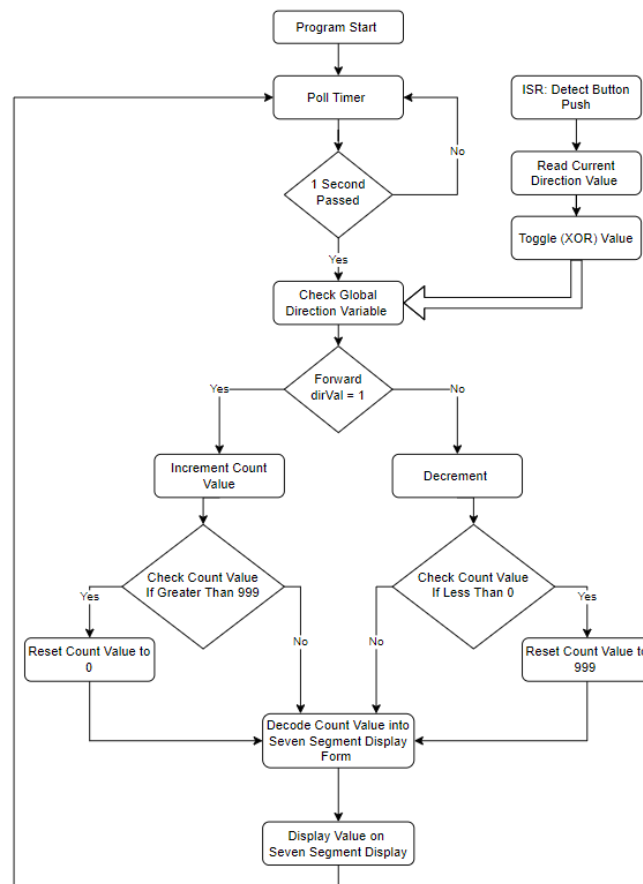 Program Start
Poll Timer
ISR: Detect Button
Push
No
Read Current
Direction Value
1 Second
Passed
Toggle (XOR) Value
Yes
Check Global
Direction Variable
Forward
dirVal = 1
Yes
No
Increment Count
Value
Decrement
Check Count Value
If Greater Than 999
Check Count Value
If Less Than 0
Yes
No
No
Yes
Reset Count Value to
0
Reset Count Value to
999
Decode Count Value into
Seven Segment Display
Form
Display Value on
Seven Segment Display